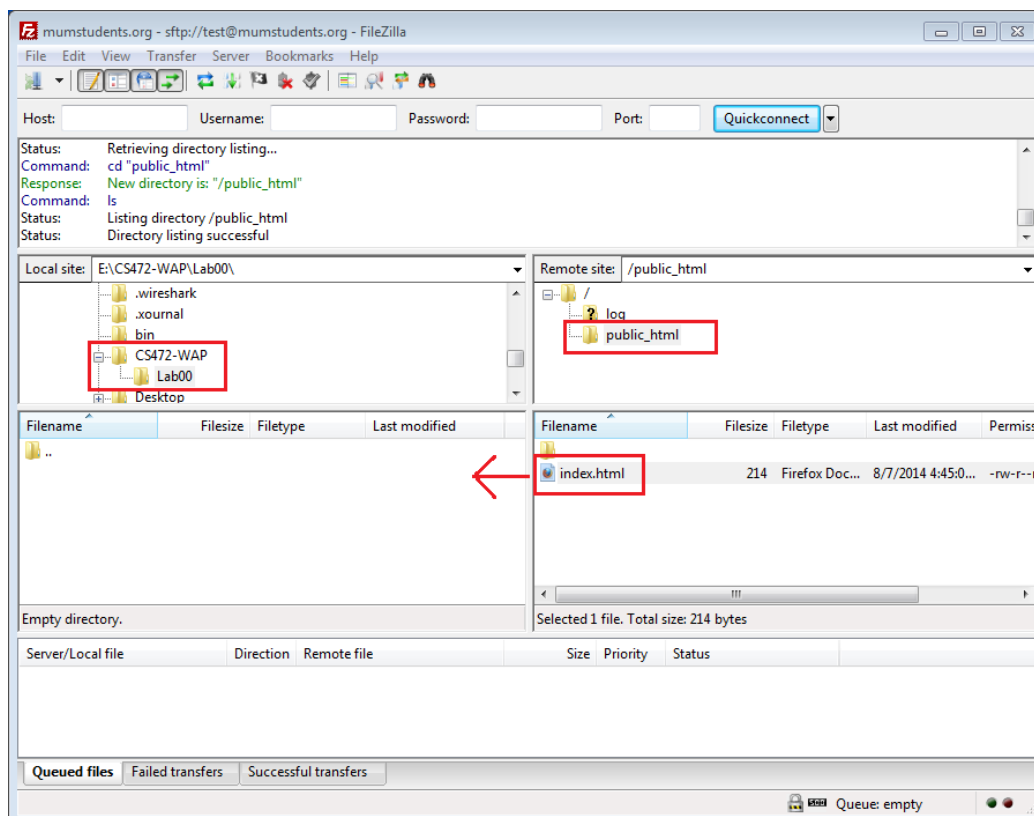 mumstudents.org - sftp://test@mumstudents.org - FileZilla
File Edit View Transfer Server Bookmarks Help
Host: Username: Password: Port: Quickconnect
Status: Retrieving directory listing...
Command: cd "public_html"
Response: New directory is: "/public_html"
Command: ls
Status: Listing directory /public_html
Status: Directory listing successful
Local site: E:\CS472-WAP\Lab00\
.wireshark
.xournal
bin
CS472-WAP
Lab00
Desktop
Remote site: /public_html
/
? log
public_html
Filename Filesize Filetype Last modified
..
Empty directory.
Filename Filesize Filetype Last modified Permiss
index.html 214 Firefox Doc... 8/7/2014 4:45:0... -rw-r--r
Selected 1 file. Total size: 214 bytes
Server/Local file Direction Remote file Size Priority Status
Queued files Failed transfers Successful transfers
Queue: empty